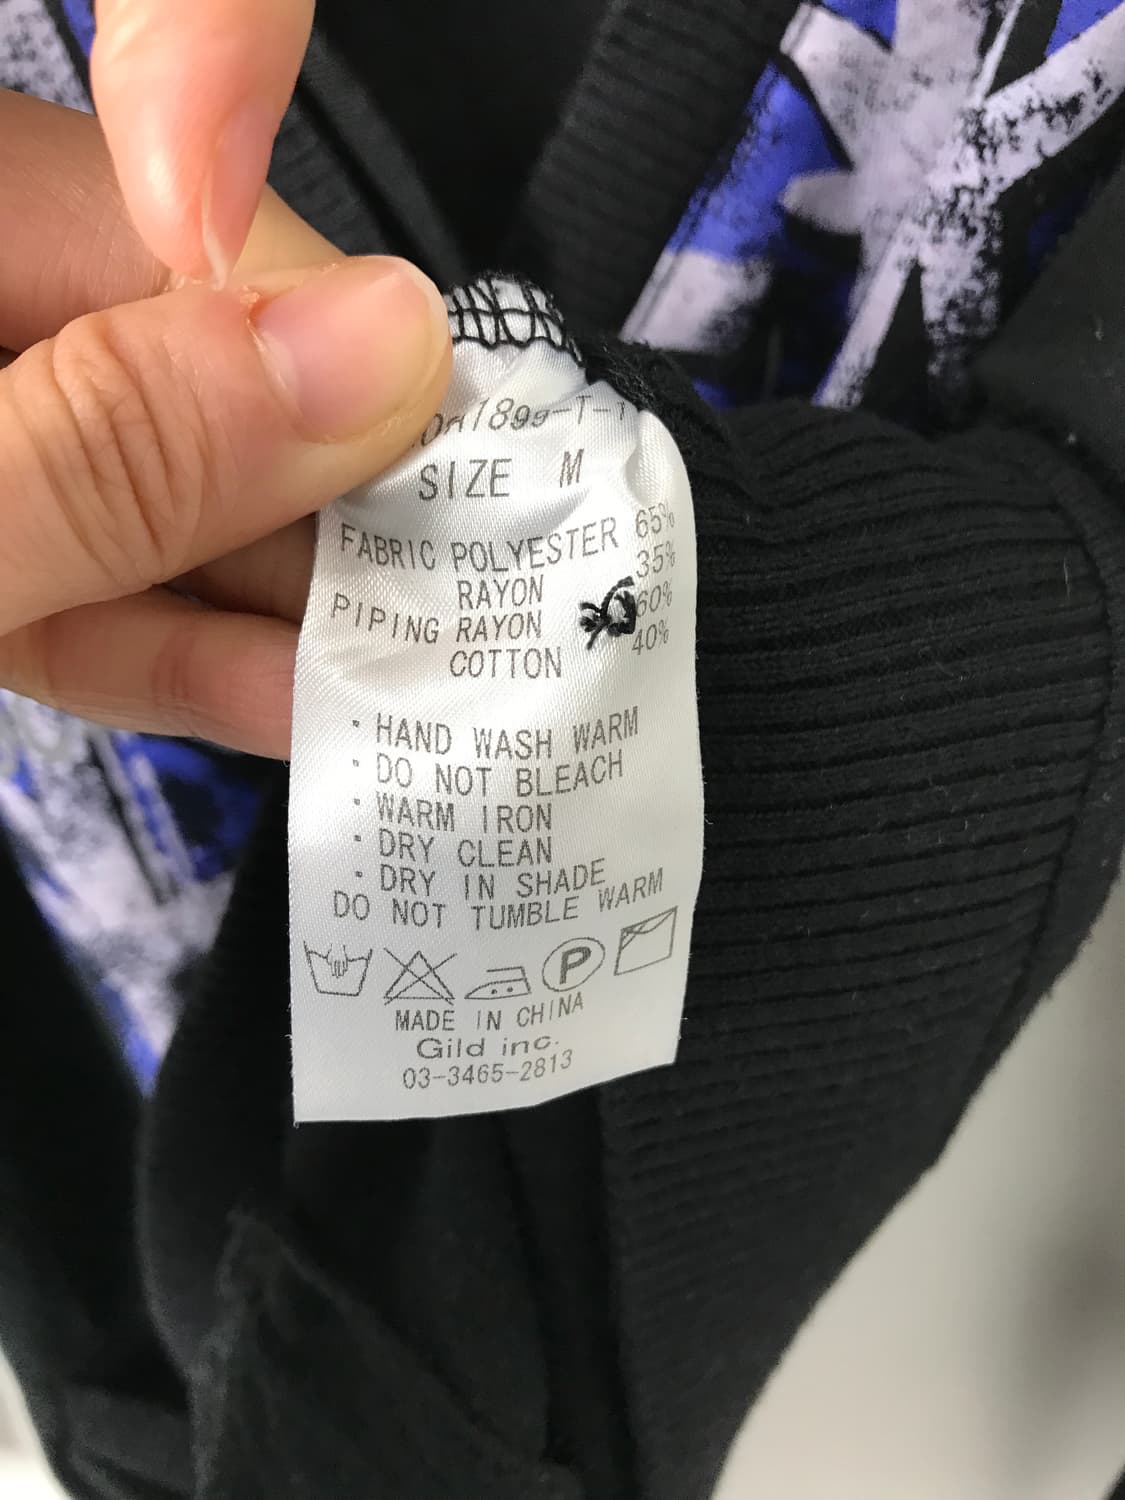 SIZE M
FABRIC POLYESTER 65%
RAYON 35%
PIPING RAYON 60%
COTTON 40%
・HAND WASH WARM
・DO NOT BLEACH
・WARM IRON
・DRY CLEAN
・DRY IN SHADE
DO NOT TUMBLE WARM
P
MADE IN CHINA
Gild inc.
03-3465-2813